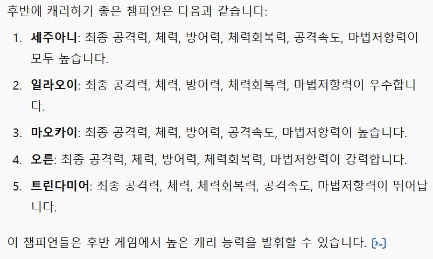 후반에 캐리하기 좋은 챔피언은 다음과 같습니다:
1. 세주아니: 최종 공격력, 체력, 방어력, 체력회복력, 공격속도, 마법저항력이
모두 높습니다.
2. 일라오이: 최종 공격력, 체력, 방어력, 체력회복력, 마법저항력이 우수합니
다.
3. 마오카이: 최종 공격력, 체력, 방어력, 공격속도, 마법저항력이 높습니다.
4. 오른: 최종 공격력, 체력, 방어력, 체력회복력, 마법저항력이 강력합니다.
5. 트린다미어: 최종 공격력, 체력, 체력회복력, 공격속도, 마법저항력이 뛰어납
니다.
이 챔피언들은 후반 게임에서 높은 캐리 능력을 발휘할 수 있습니다. [>-]